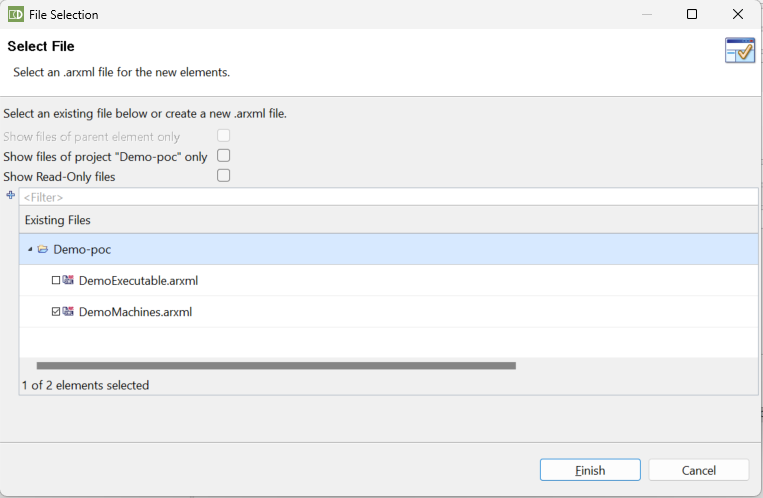 File Selection
Select File
Select an .arxml file for the new elements.
Select an existing file below or create a new .arxml file.
Show files of parent element only
Show files of project "Demo-poc" only
Show Read-Only files
<Filter>
Existing Files
Demo-poc
DemoExecutable.arxml
DemoMachines.arxml
1 of 2 elements selected
Finish
Cancel